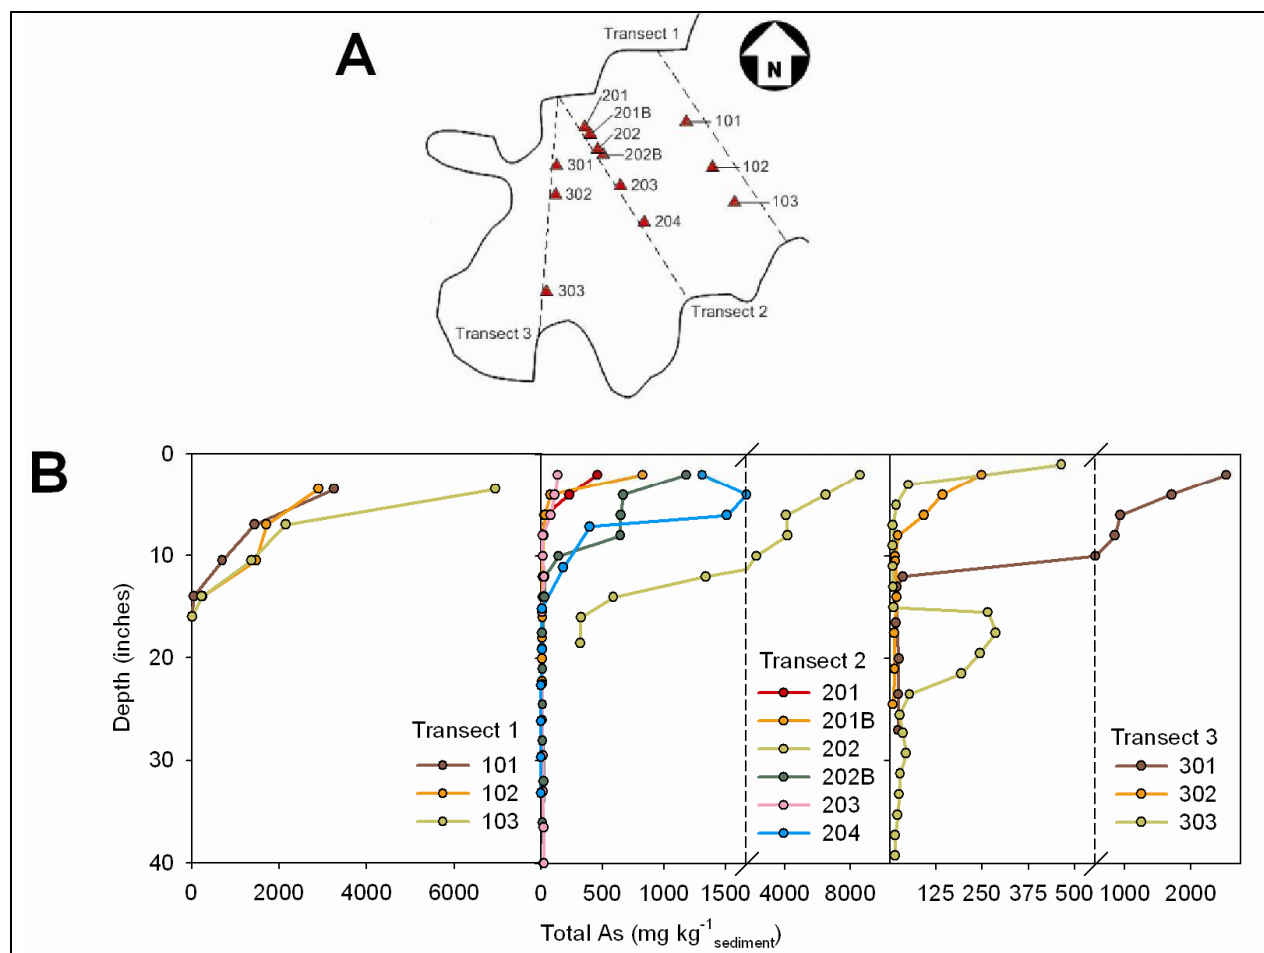 A
Transect 1
N
201
201B
202
202B
203
204
101
102
103
301
302
303
Transect 2
Transect 3
B
Depth (inches)
0
10
20
30
40
Transect 1
101
102
103
Transect 2
201
201B
202
202B
203
204
Transect 3
301
302
303
0 2000 4000 6000
0 500 1000 1500 4000 8000
125 250 375 500 1000 2000
Total As (mg kg⁻¹ sediment)